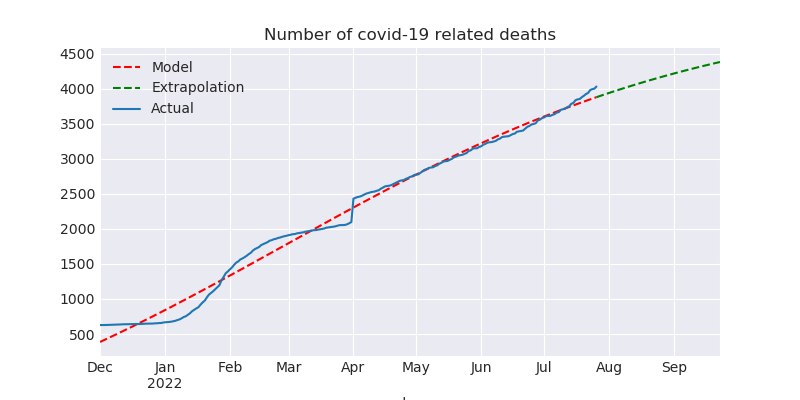 Number of covid-19 related deaths
Model
Extrapolation
Actual
4500
4000
3500
3000
2500
2000
1500
1000
500
Dec Jan Feb Mar Apr May Jun Jul Aug Sep
2022